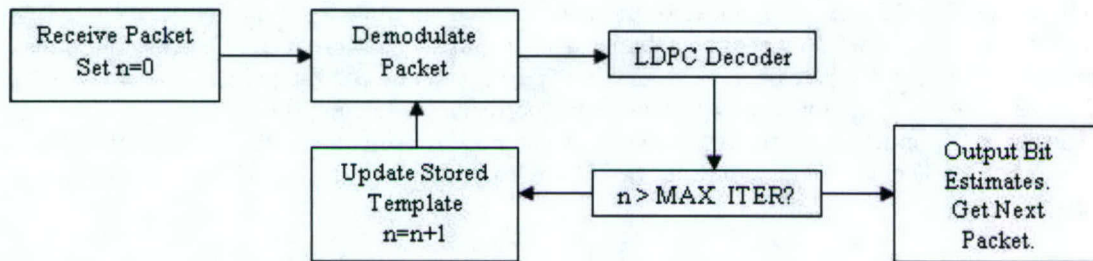 Receive Packet
Set n=0
Demodulate
Packet
LDPC Decoder
Update Stored
Template
n=n+1
n > MAX ITER?
Output Bit
Estimates.
Get Next
Packet.